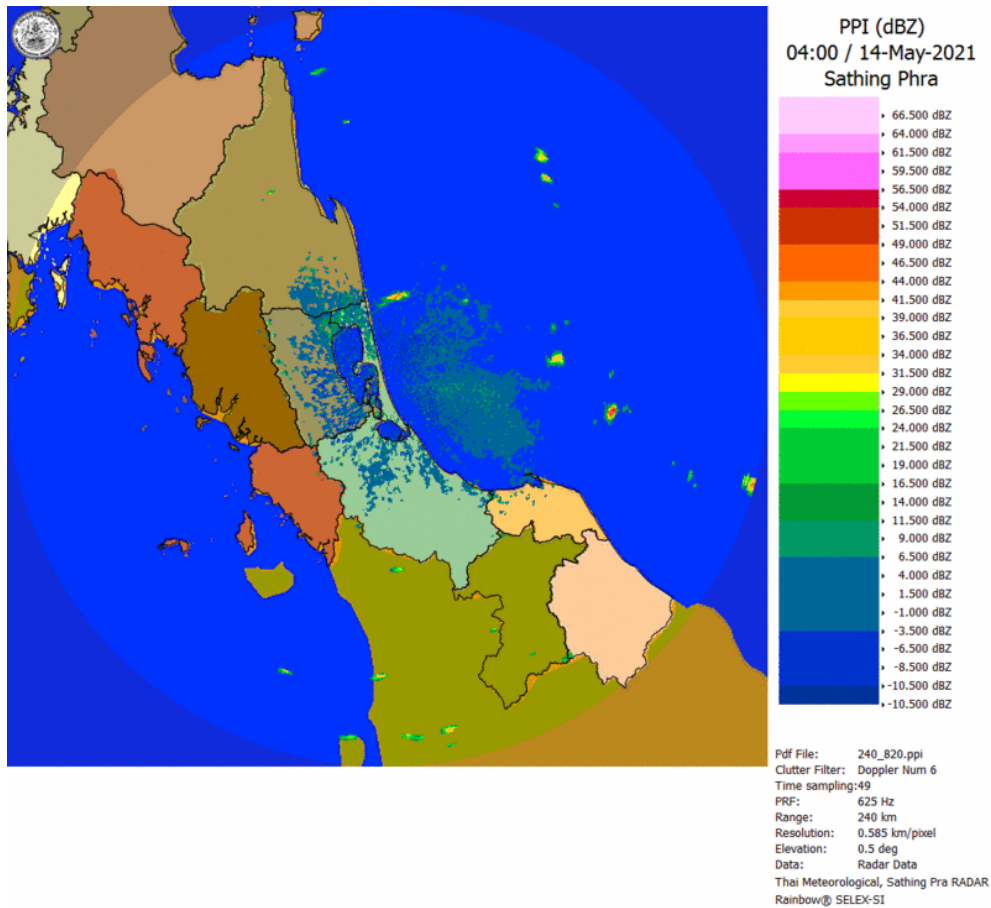 PPI (dBZ)
04:00 / 14-May-2021
Sathing Phra
66.500 dBZ
64.000 dBZ
61.500 dBZ
59.500 dBZ
56.500 dBZ
54.000 dBZ
51.500 dBZ
49.000 dBZ
46.500 dBZ
44.000 dBZ
41.500 dBZ
39.000 dBZ
36.500 dBZ
34.000 dBZ
31.500 dBZ
29.000 dBZ
26.500 dBZ
24.000 dBZ
21.500 dBZ
19.000 dBZ
16.500 dBZ
14.000 dBZ
11.500 dBZ
9.000 dBZ
6.500 dBZ
4.000 dBZ
1.500 dBZ
-1.000 dBZ
-3.500 dBZ
-6.500 dBZ
-8.500 dBZ
-10.500 dBZ
-10.500 dBZ
Pdf File: 240_820.ppi
Clutter Filter: Doppler Num 6
Time sampling:49
PRF: 625 Hz
Range: 240 km
Resolution: 0.585 km/pixel
Elevation: 0.5 deg
Data: Radar Data
Thai Meteorological, Sathing Pra RADAR
Rainbow® SELEX-SI